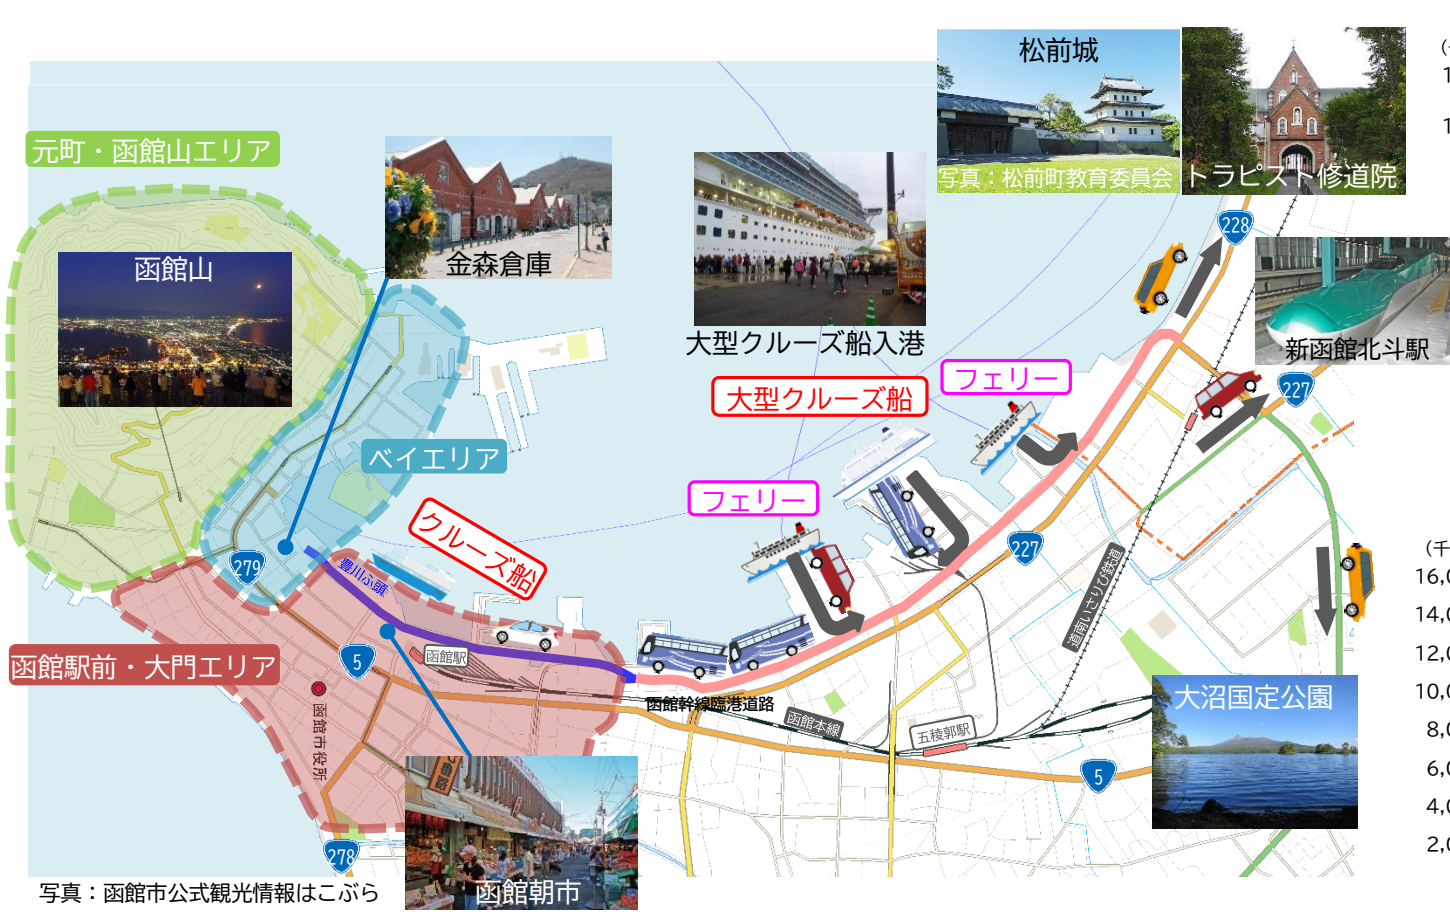 松前城
写真：松前町教育委員会
トラピスト修道院
元町・函館山エリア
函館山
金森倉庫
大型クルーズ船入港
228
新函館北斗駅
227
フェリー
大型クルーズ船
ベイエリア
フェリー
クルーズ船
279
豊川ふ頭
227
道南いさりび鉄道
函館駅前・大門エリア
5
函館駅
函館市役所
函館幹線臨港道路
函館本線
五稜郭駅
5
大沼国定公園
278
函館朝市
写真：函館市公式観光情報はこぶら
(千
16,0
14,0
12,0
10,0
8,0
6,0
4,0
2,0